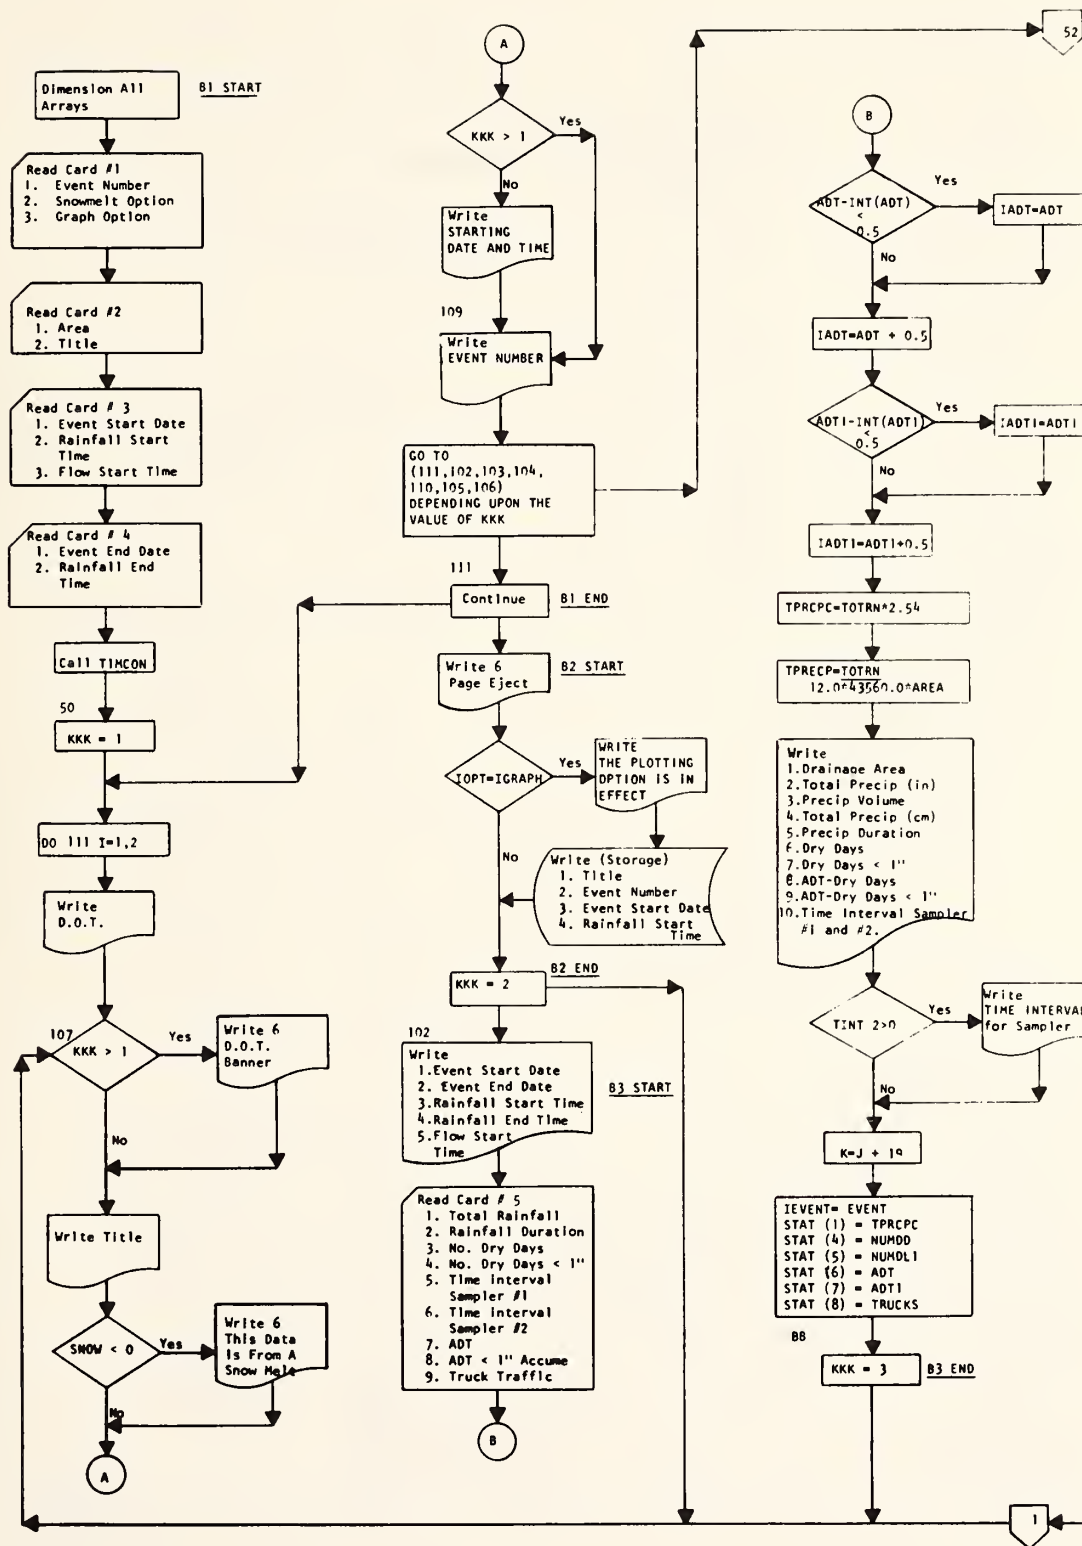 Dimension All
Arrays
B1 START
Read Card #1
1. Event Number
2. Snowmelt Option
3. Graph Option
Read Card #2
1. Area
2. Title
Read Card # 3
1. Event Start Date
2. Rainfall Start
Time
3. Flow Start Time
Read Card # 4
1. Event End Date
2. Rainfall End
Time
Call TIMCON
50
KKK = 1
DO 111 I=1,2
Write
D.O.T.
107
KKK > 1
Yes
Write 6
D.O.T.
Banner
No
Write Title
SNOW < 0
Yes
Write 6
This Data
Is From A
Snow Melt
No
A
A
KKK > 1
Yes
No
Write
STARTING
DATE AND TIME
109
Write
EVENT NUMBER
GO TO
(111,102,103,104,
110,105,106)
DEPENDING UPON THE
VALUE OF KKK
111
Continue
B1 END
Write 6
Page Eject
B2 START
IOPT=IGRAPH
Yes
WRITE
THE PLOTTING
OPTION IS IN
EFFECT
No
Write (Storage)
1. Title
2. Event Number
3. Event Start Date
4. Rainfall Start
Time
KKK = 2
B2 END
102
Write
1.Event Start Date
2. Event End Date
3.Rainfall Start Time
4.Rainfall End Time
5.Flow Start
Time
B3 START
Read Card # 5
1. Total Rainfall
2. Rainfall Duration
3. No. Dry Days
4. No. Dry Days < 1"
5. Time Interval
Sampler #1
6. Time Interval
Sampler #2
7. ADT
8. ADT < 1" Accume
9. Truck Traffic
B
52
B
ADT-INT(ADT)
<
0.5
Yes
IADT=ADT
No
IADT=ADT + 0.5
ADT1-INT(ADT1)
<
0.5
Yes
IADT1=ADT1
No
IADT1=ADT1+0.5
TPRCPC=TOTRN*2.54
TPRECP=TOTRN
12.0*43560.0*AREA
Write
1.Drainage Area
2.Total Precip (in)
3.Precip Volume
4.Total Precip (cm)
5.Precip Duration
6.Dry Days
7.Dry Days < 1"
8.ADT-Dry Days
9.ADT-Dry Days < 1"
10.Time Interval Sampler
#1 and #2.
TINT 2>0
Yes
Write
TIME INTERVAL
for Sampler
No
K=J + 19
IEVENT= EVENT
STAT (1) = TPRCPC
STAT (4) = NUMDD
STAT (5) = NUMDL1
STAT (6) = ADT
STAT (7) = ADT1
STAT (8) = TRUCKS
88
KKK = 3
B3 END
1